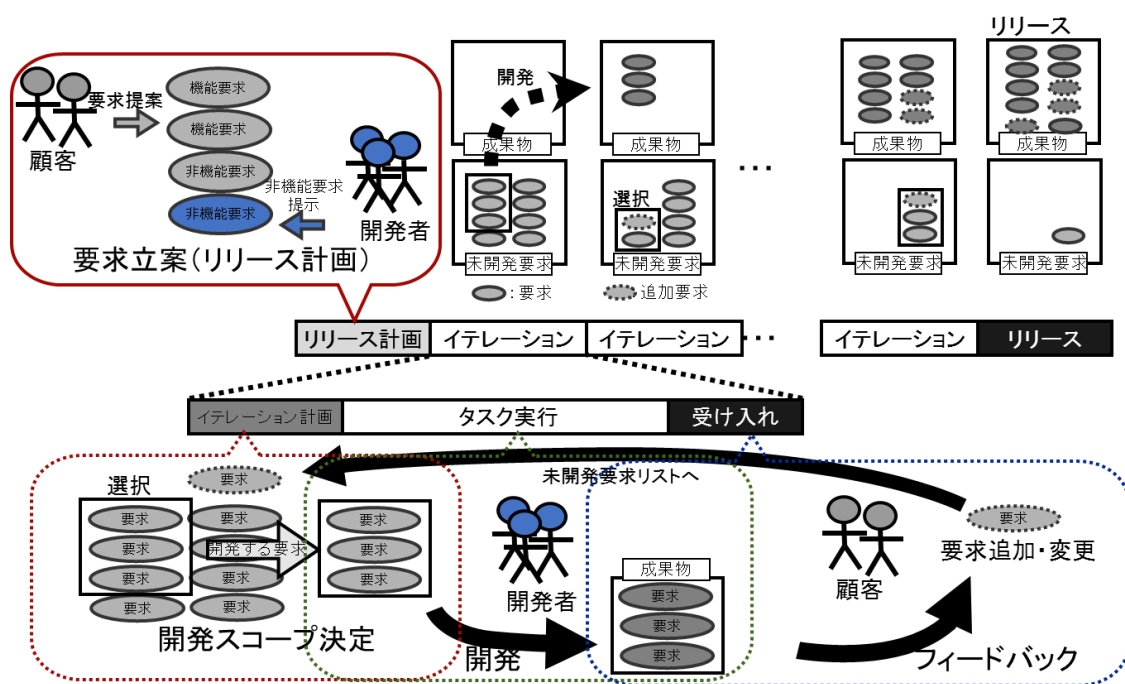 要求提案
顧客
機能要求
機能要求
非機能要求
非機能要求
非機能要求
提示
開発者
要求立案(リリース計画)
開発
成果物
未開発要求
:要求
成果物
選択
未開発要求
追加要求
・・・
成果物
未開発要求
リリース
成果物
未開発要求
リリース計画
イテレーション
イテレーション
・・・
イテレーション
リリース
イテレーション計画
タスク実行
受け入れ
選択
要求
要求
要求
要求
要求
要求
要求
要求
要求
開発する要求
要求
要求
要求
開発スコープ決定
開発
開発者
未開発要求リストへ
成果物
要求
要求
要求
顧客
要求
要求追加・変更
フィードバック